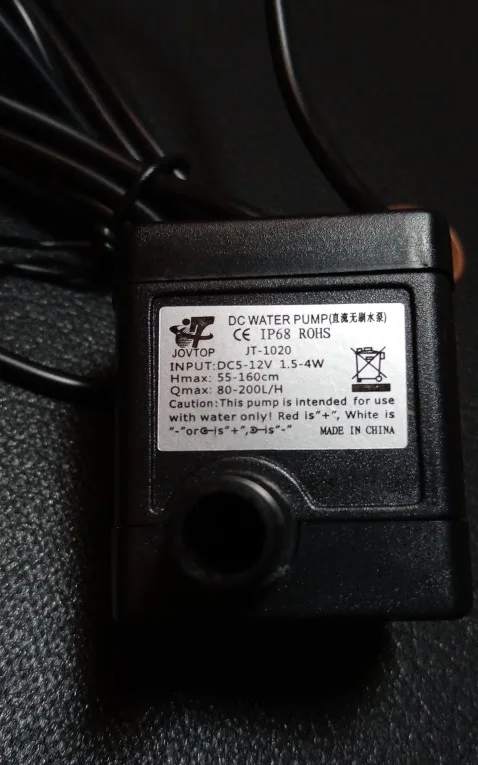 DC WATER PUMP(直流无刷水泵)
CE IP68 ROHS
JOVTOP JT-1020
INPUT:DC5-12V 1.5-4W
Hmax: 55-160cm
Qmax: 80-200L/H
Caution:This pump is intended for use
with water only! Red is"+", White is
"-"or is"+", is"-" MADE IN CHINA